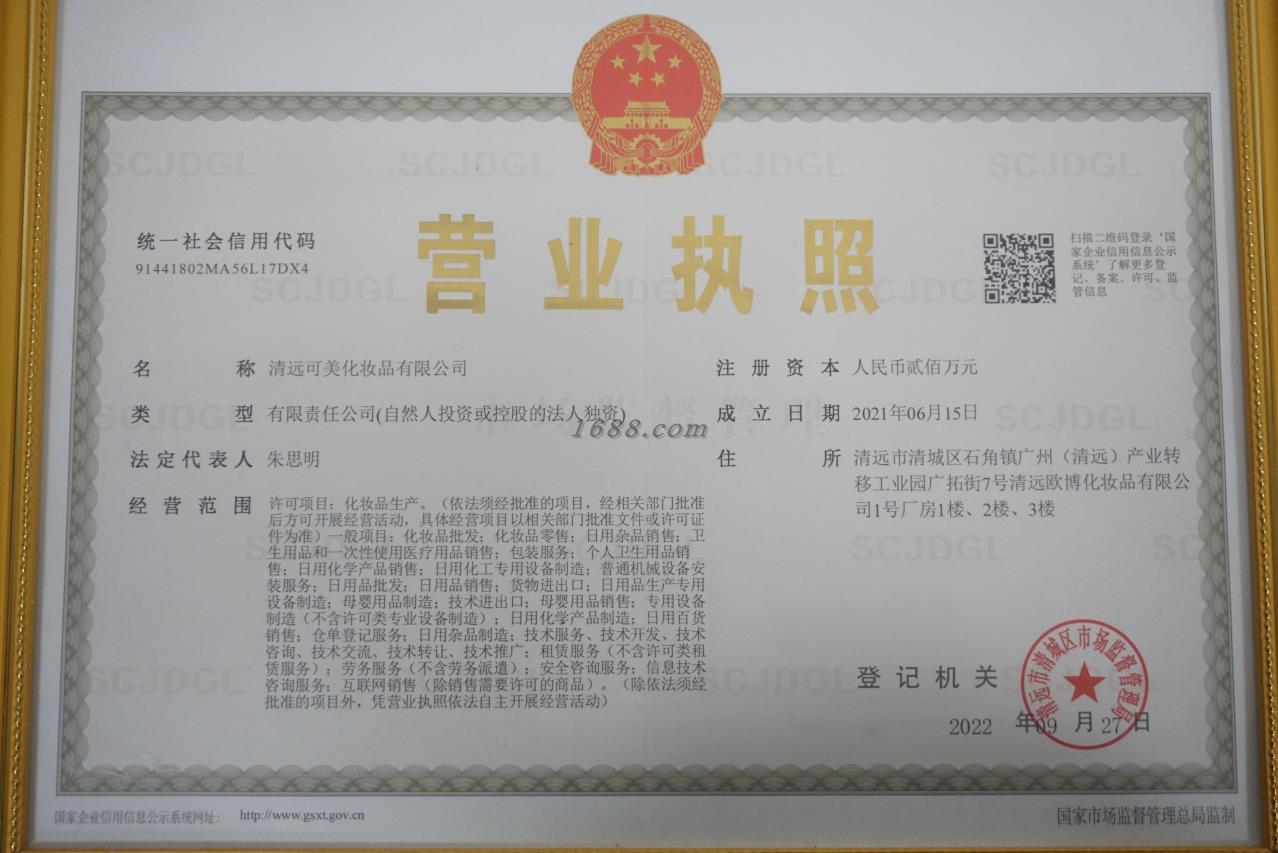 营业执照
统一社会信用代码
91441802MA56L17DX4
扫描二维码登录‘国
家企业信用信息公示
系统’了解更多登
记、备案、许可、监
管信息
名 称 清远可美化妆品有限公司
类 型 有限责任公司(自然人投资或控股的法人独资)
法定代表人 朱思明
经营范围 许可项目：化妆品生产。（依法须经批准的项目，经相关部门批准
后方可开展经营活动，具体经营项目以相关部门批准文件或许可证
件为准）一般项目：化妆品批发；化妆品零售；日用杂品销售；卫
生用品和一次性使用医疗用品销售；包装服务；个人卫生用品销
售；日用化学产品销售；日用化工专用设备制造；普通机械设备安
装服务；日用品批发；日用品销售；货物进出口；日用品生产专用
设备制造；母婴用品制造；技术进出口；母婴用品销售；专用设备
制造（不含许可类专业设备制造）；日用化学产品制造；日用百货
销售；仓单登记服务；日用杂品制造；技术服务、技术开发、技术
咨询、技术交流、技术转让、技术推广；租赁服务（不含许可类租
赁服务）；劳务服务（不含劳务派遣）；安全咨询服务；信息技术
咨询服务；互联网销售（除销售需要许可的商品）。（除依法须经
批准的项目外，凭营业执照依法自主开展经营活动）
注册资本 人民币贰佰万元
成立日期 2021年06月15日
住 所 清远市清城区石角镇广州（清远）产业转
移工业园广拓街7号清远欧博化妆品有限公
司1号厂房1楼、2楼、3楼
1688.com
登记机关
清远市清城区市场监督管理局
2022 年09 月27日
国家企业信用信息公示系统网址： http://www.gsxt.gov.cn
国家市场监督管理总局监制
SCJDGL
市场监督管理